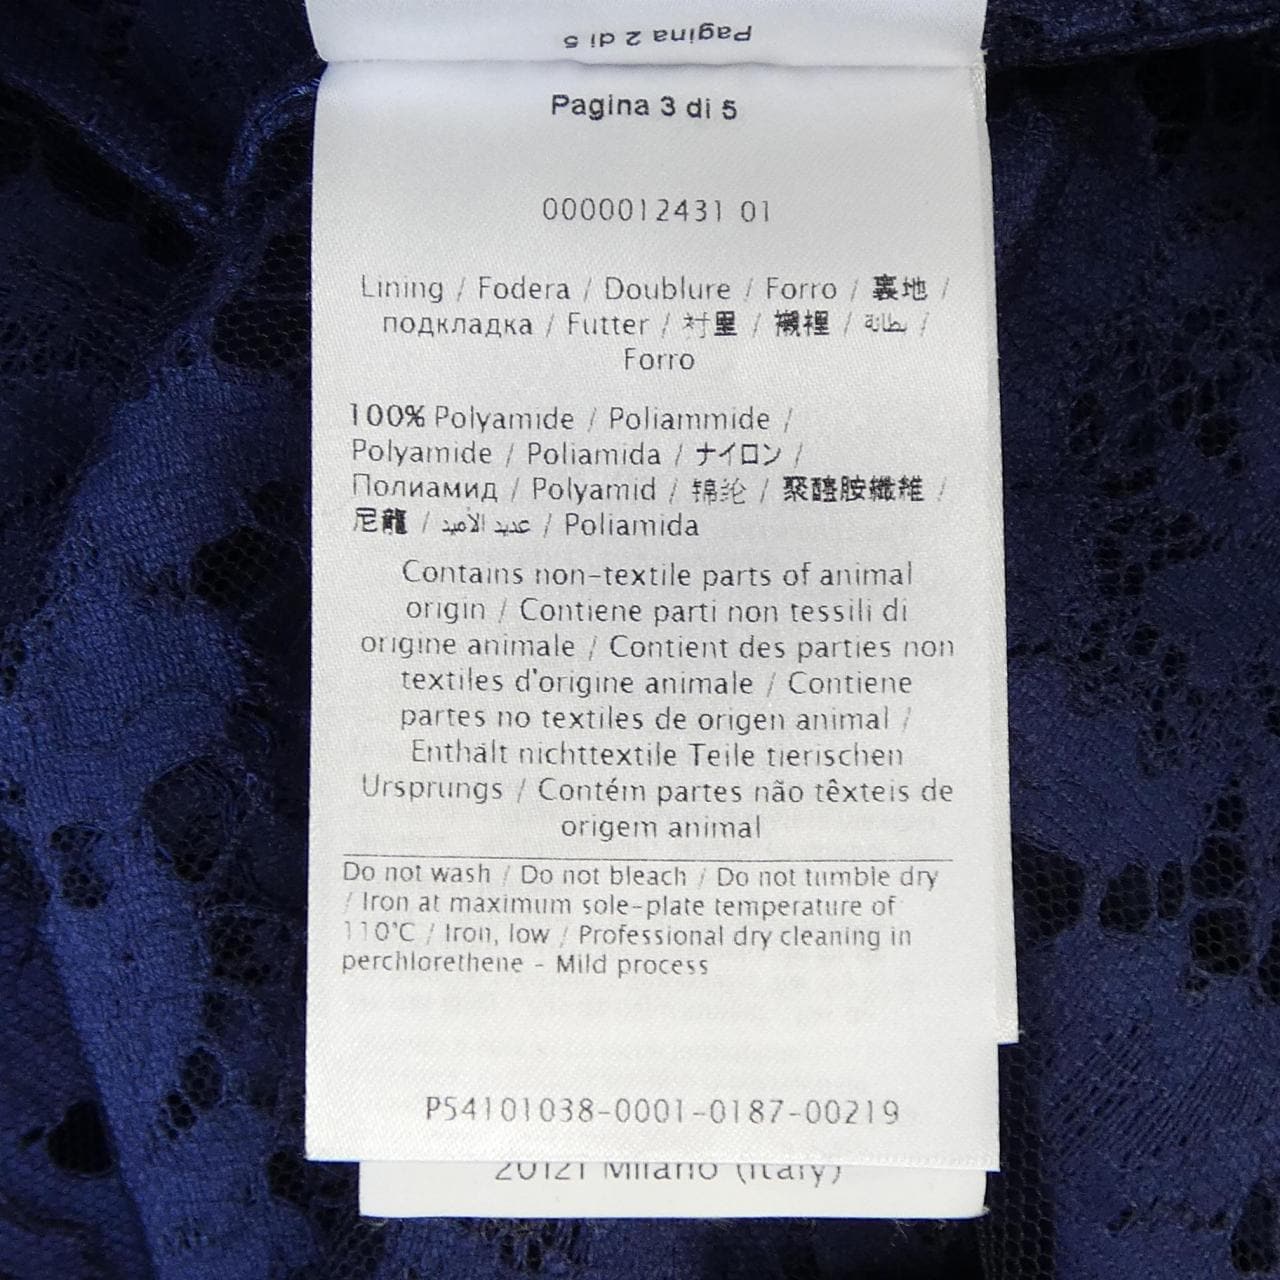 Pagina 2 di 5
Pagina 3 di 5
0000012431 01
Lining / Fodera / Doublure / Forro / 裏地 /
подкладка / Futter / 衬里 / 襯裡 / بطانة /
Forro
100% Polyamide / Poliammide /
Polyamide / Poliamida / ナイロン /
Полиамид / Polyamid / 锦纶 / 聚醯胺纖維 /
尼龍 / عديد الأميد / Poliamida
Contains non-textile parts of animal
origin / Contiene parti non tessili di
origine animale / Contient des parties non
textiles d'origine animale / Contiene
partes no textiles de origen animal /
Enthält nichttextile Teile tierischen
Ursprungs / Contém partes não têxteis de
origem animal
Do not wash / Do not bleach / Do not tumble dry
/ Iron at maximum sole-plate temperature of
110°C / Iron, low / Professional dry cleaning in
perchlorethene - Mild process
P54101038-0001-0187-00219
20121 Milano (Italy)